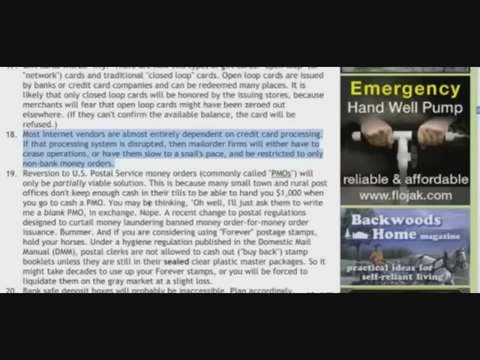 "network") cards and traditional "closed loop" cards. Open loop cards are issued
by banks or credit card companies and can be redeemed many places. It is
likely that only closed loop cards will be honored by the issuing stores, because
merchants will fear that open loop cards might have been zeroed out
elsewhere. (If they can't confirm the available balance, the card will be
refused.)
18. Most Internet vendors are almost entirely dependent on credit card processing.
If that processing system is disrupted, then mailorder firms will either have to
cease operations, or have them slow to a snail's pace, and be restricted to only
non-bank money orders.
19. Reversion to U.S. Postal Service money orders (commonly called "PMOs") will
only be partially viable solution. This is because many small town and rural post
offices don't keep enough cash in their tills to be able to hand you $1,000 when
you go to cash a PMO. You may be thinking, "Oh well, I'll just ask them to write
me a blank PMO, in exchange. Nope. A recent change to postal regulations
designed to curtail money laundering banned money order-for-money order
issuance. Bummer. And if you are considering using "Forever" postage stamps,
hold your horses. Under a hygiene regulation published in the Domestic Mail
Manual (DMM), postal clerks are not allowed to cash out ("buy back") stamp
booklets unless they are still in their sealed clear plastic master packages. So it
might take decades to use up your Forever stamps, or you will be forced to
liquidate them on the gray market at a slight loss.
20. Bank safe deposit boxes will probably be inaccessible. Plan accordingly.
Emergency
Hand Well Pump
reliable & affordable
www.flojak.com
Backwoods
Home magazine
practical ideas for
self-reliant living!